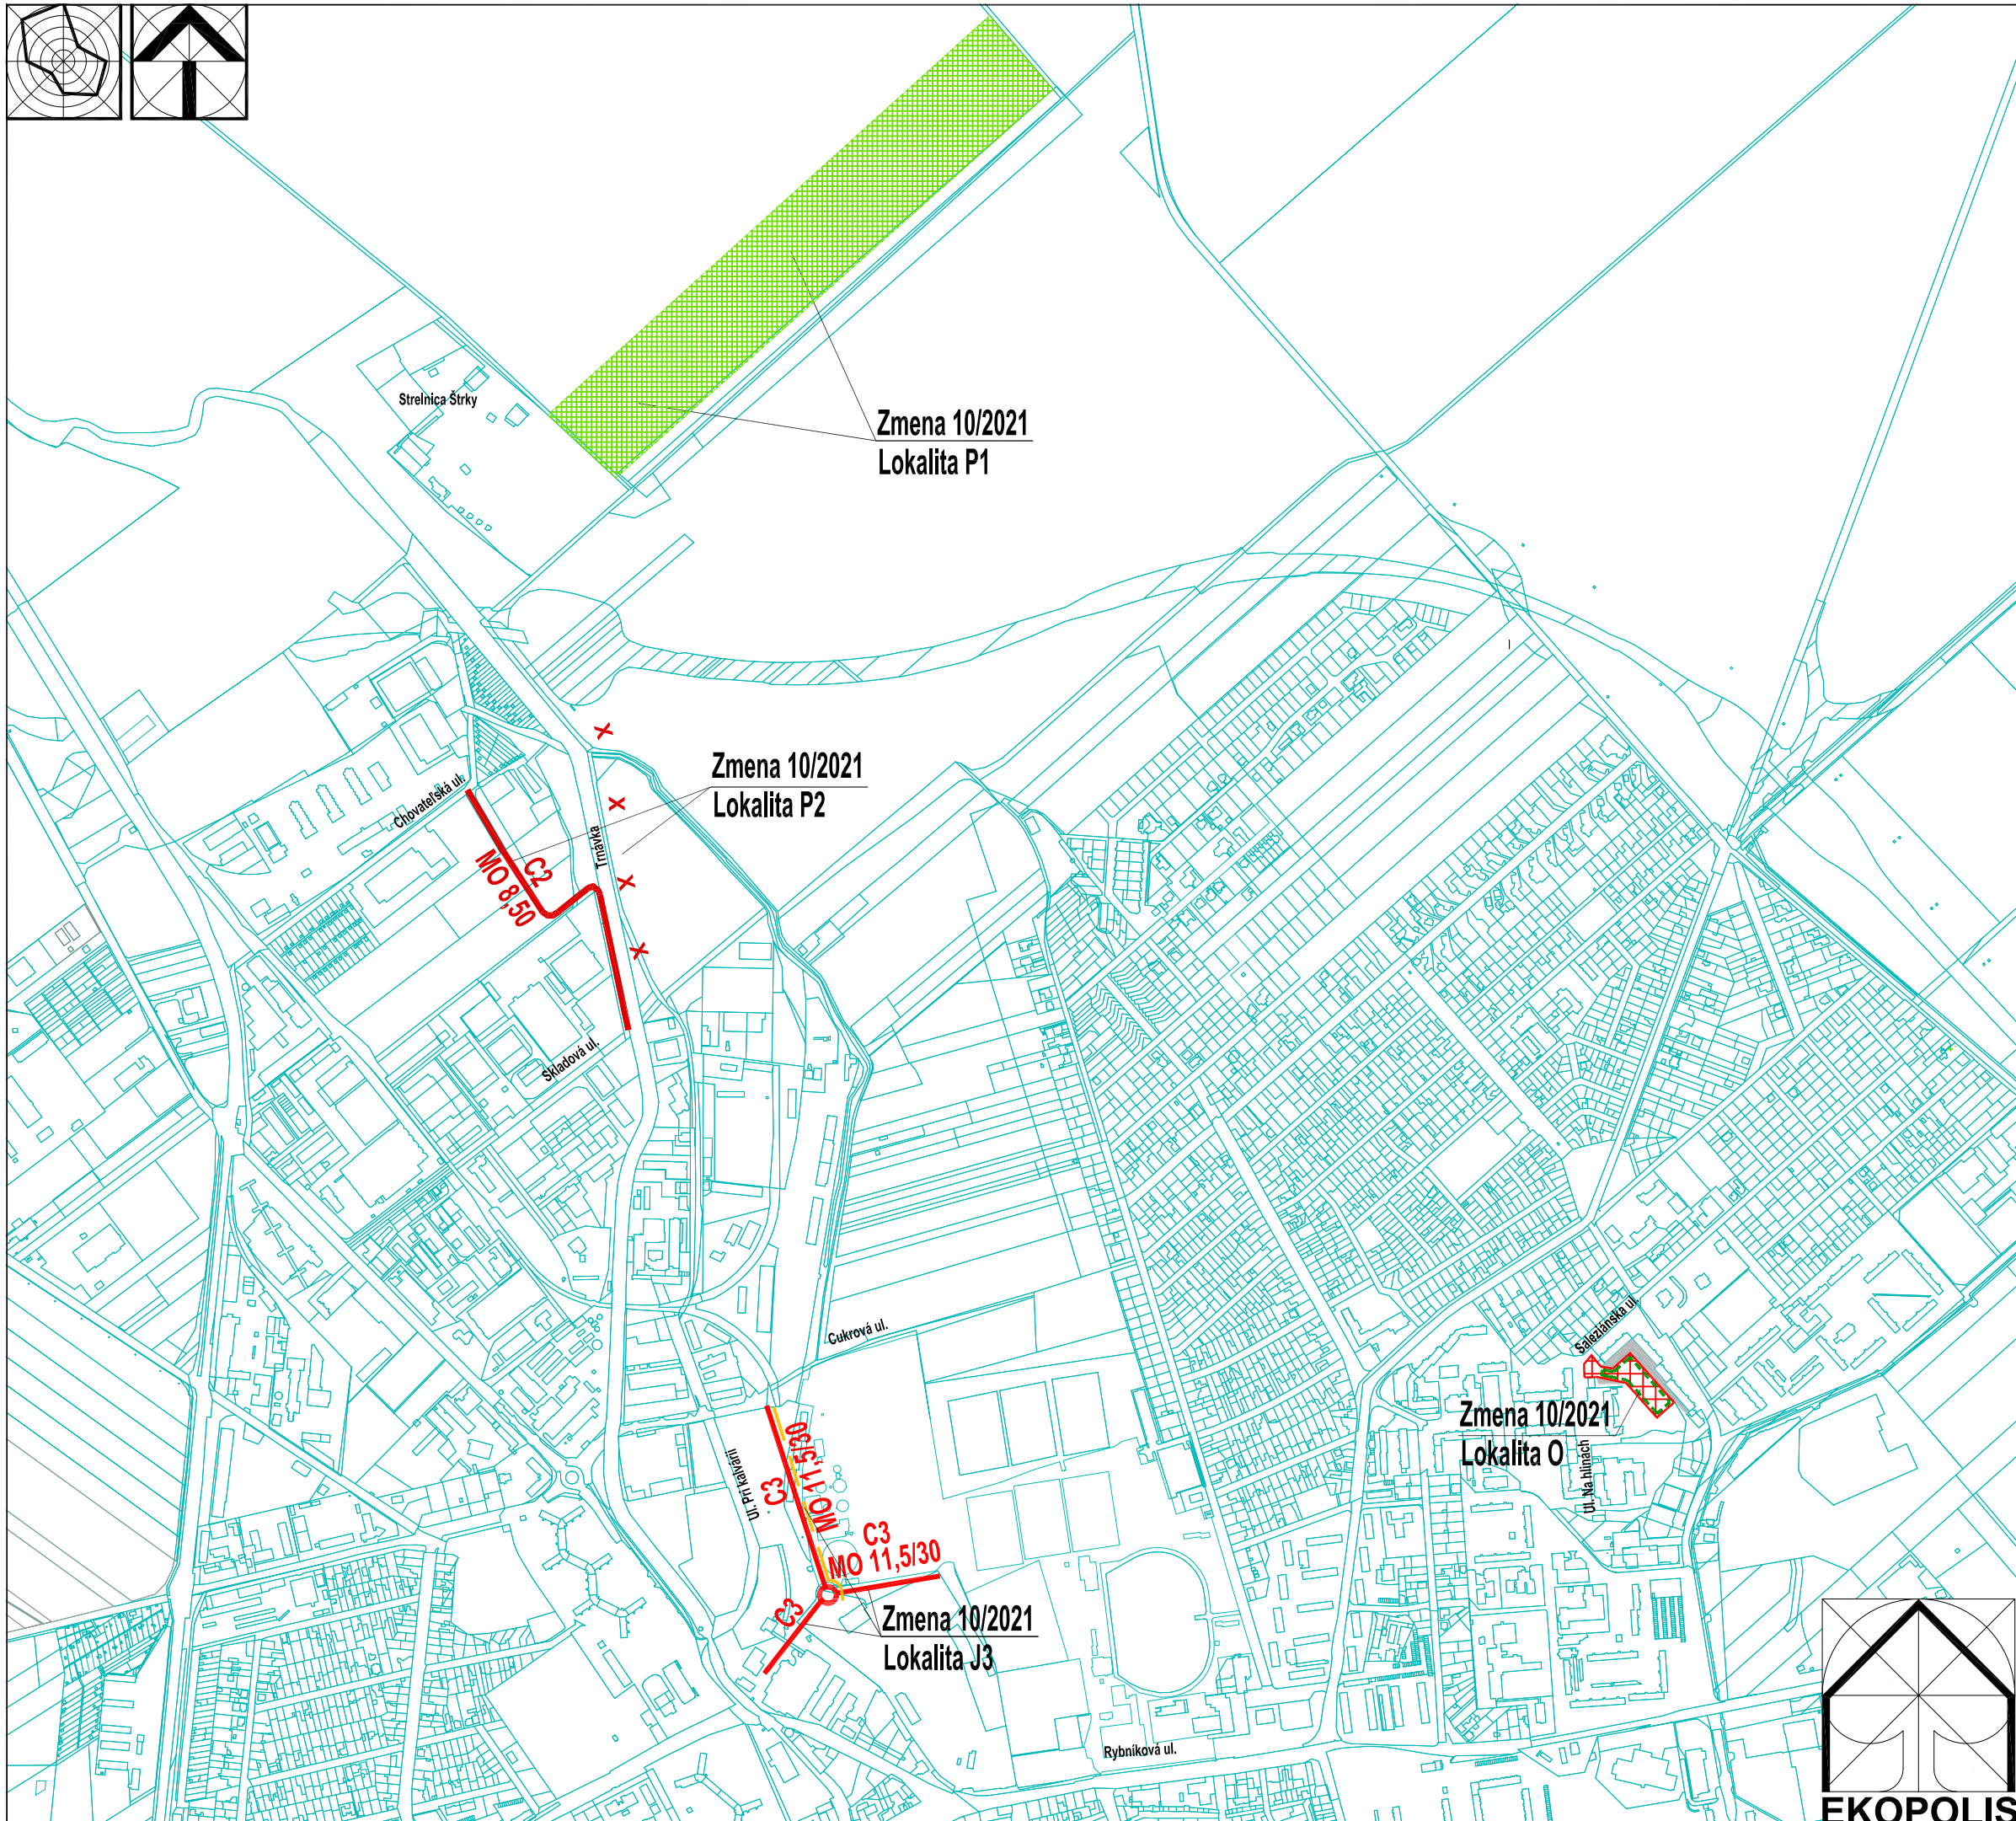 Strelnica Štrky
Zmena 10/2021
Lokalita P1
Zmena 10/2021
Lokalita P2
Chovateľská ul.
Trnávka
C2
MO 8,50
X
X
X
X
Skladová ul.
Cukrová ul.
Ul. Pri kalvárii
C3
MO 11,5/30
C3
MO 11,5/30
C3
Zmena 10/2021
Lokalita J3
Saleziánska ul.
Zmena 10/2021
Lokalita O
Ul. Na hlinách
Rybníková ul.
EKOPOLIS